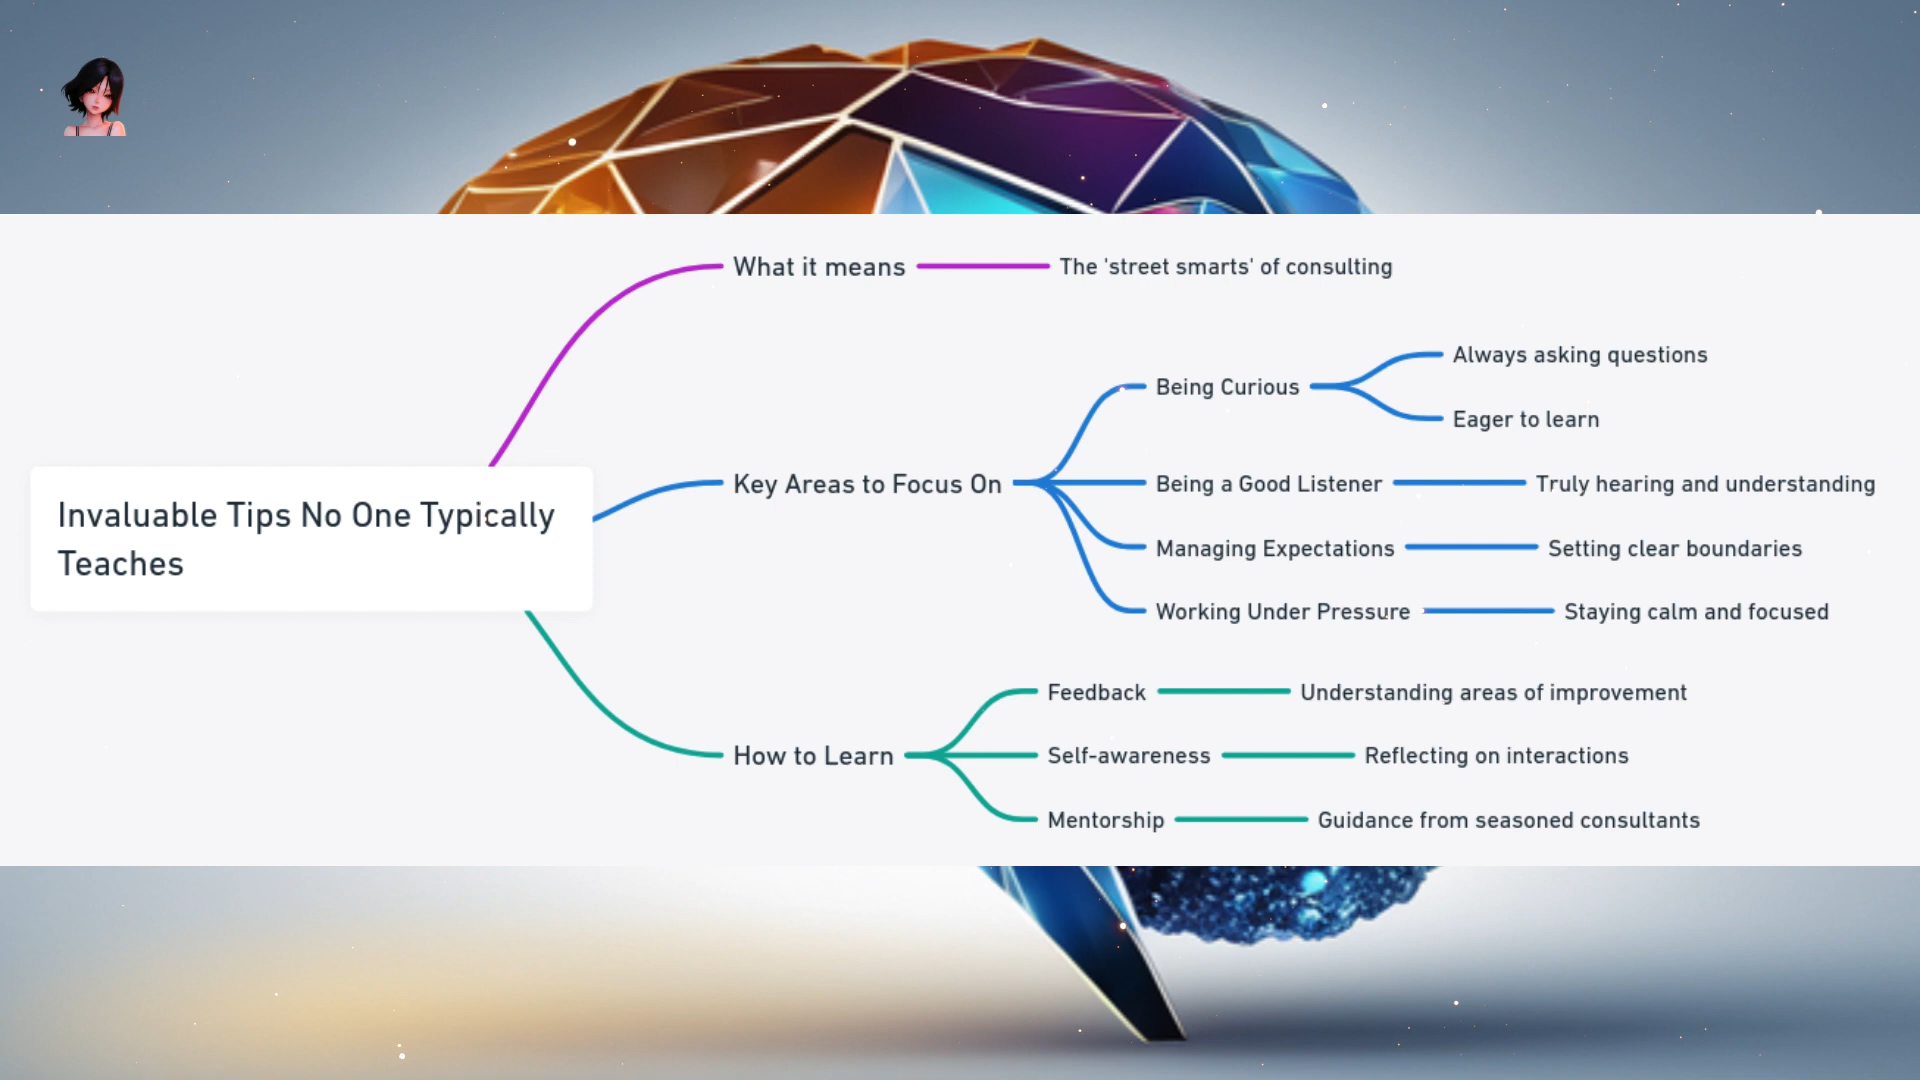 Invaluable Tips No One Typically
Teaches
What it means
The 'street smarts' of consulting
Key Areas to Focus On
Being Curious
Always asking questions
Eager to learn
Being a Good Listener
Truly hearing and understanding
Managing Expectations
Setting clear boundaries
Working Under Pressure
Staying calm and focused
How to Learn
Feedback
Understanding areas of improvement
Self-awareness
Reflecting on interactions
Mentorship
Guidance from seasoned consultants